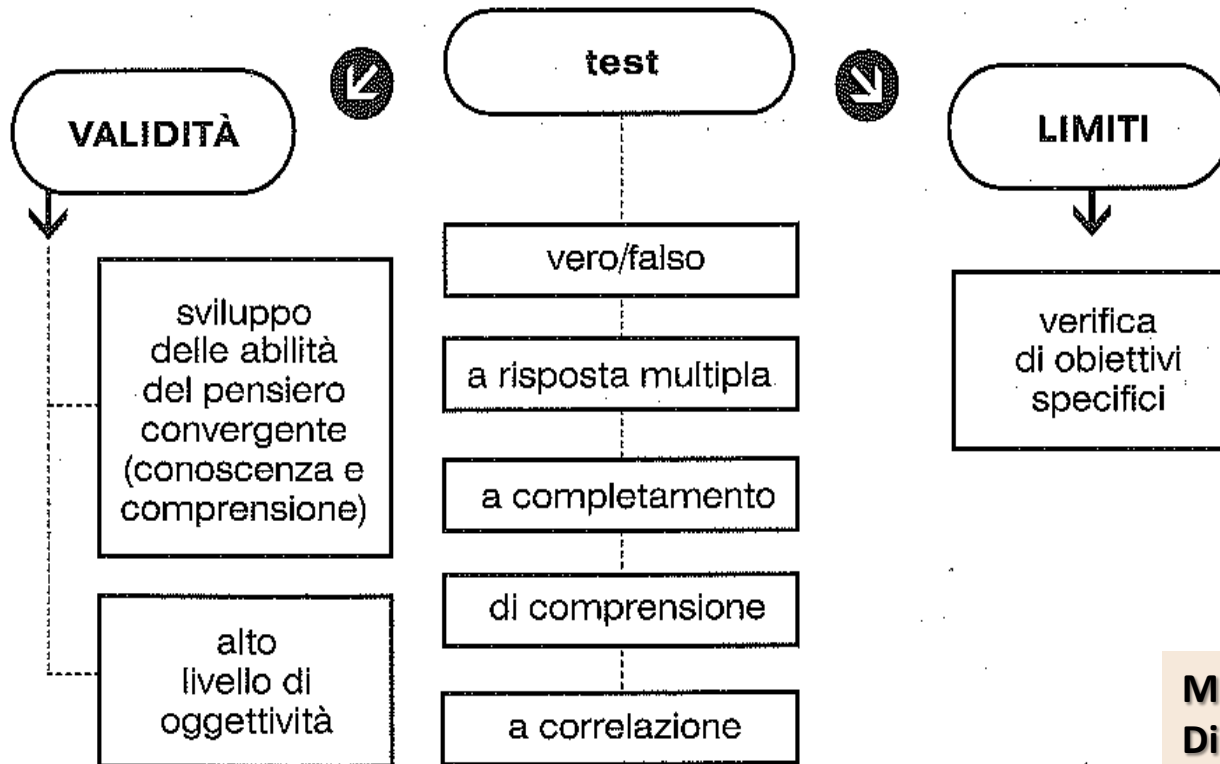 test
VALIDITÀ
LIMITI
vero/falso
sviluppo
delle abilità
del pensiero
convergente
(conoscenza e
comprensione)
a risposta multipla
verifica
di obiettivi
specifici
a completamento
di comprensione
alto
livello di
oggettività
a correlazione